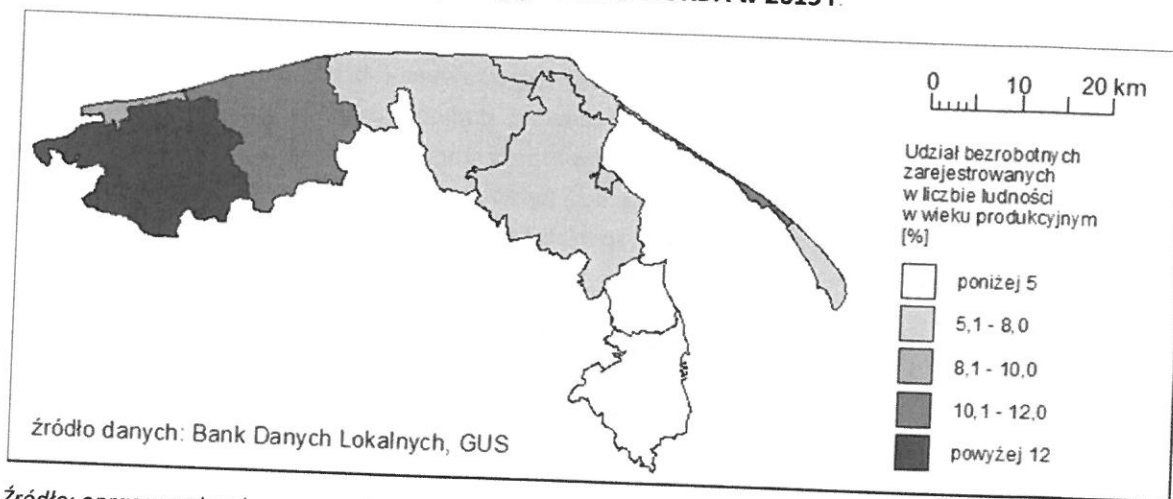 w 2015 r.
0 10 20 km
Udział bezrobotnych
zarejestrowanych
w liczbie ludności
w wieku produkcyjnym
[%]
poniżej 5
5,1 - 8,0
8,1 - 10,0
10,1 - 12,0
powyżej 12
źródło danych: Bank Danych Lokalnych, GUS
Źródło: